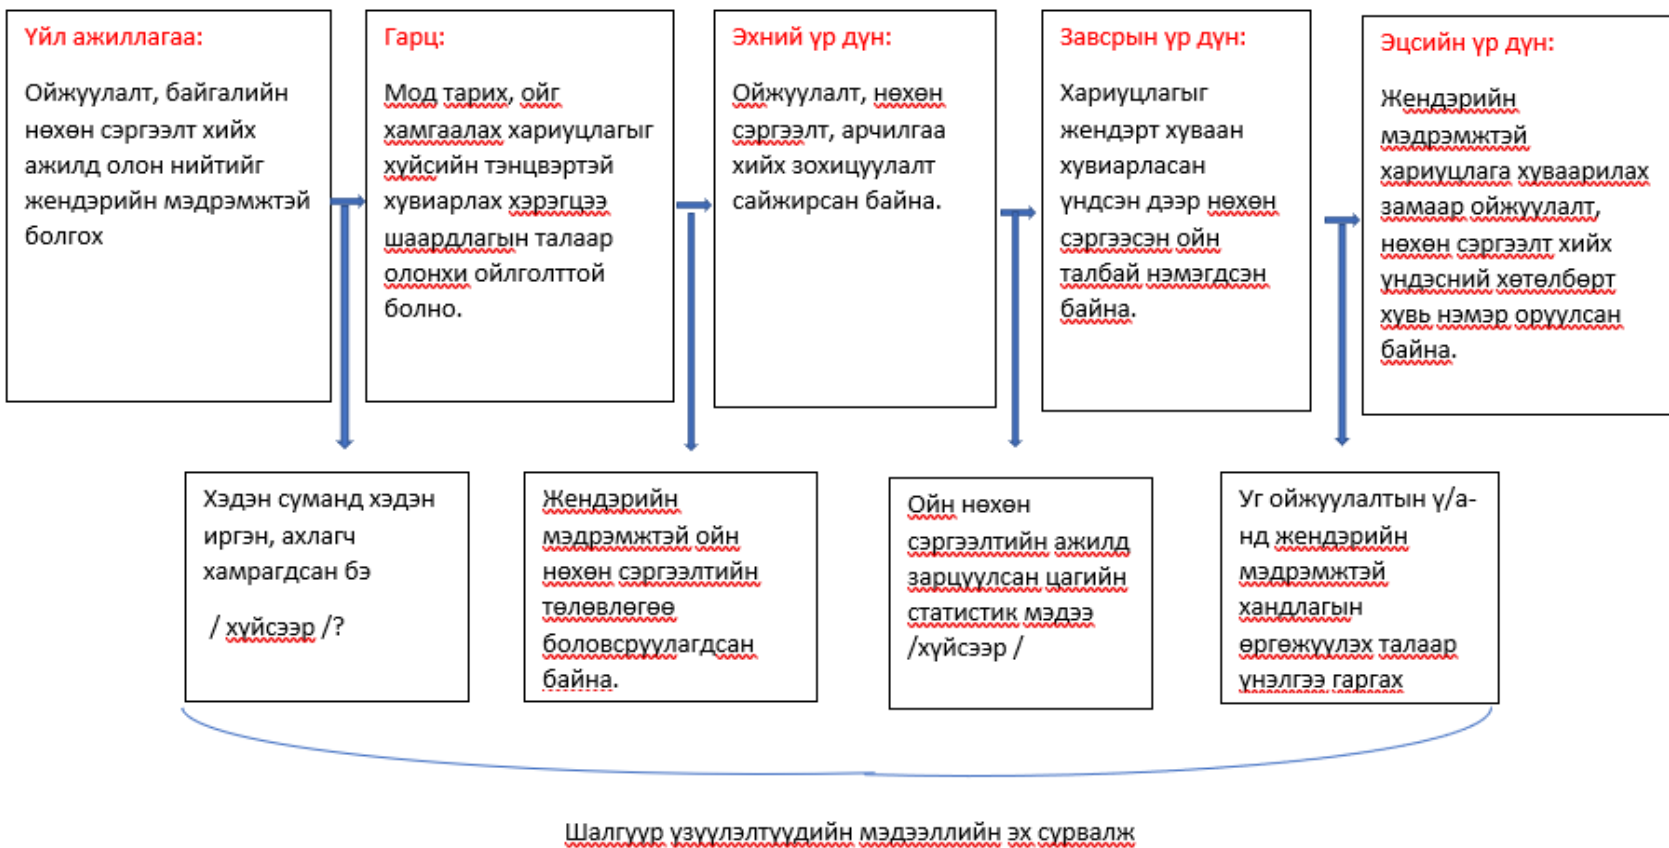 Үйл ажиллагаа:
Ойжуулалт, байгалийн
нөхөн сэргээлт хийх
ажилд олон нийтийг
жендэрийн мэдрэмжтэй
болгох
Гарц:
Мод тарих, ойг
хамгаалах хариуцлагыг
хүйсийн тэнцвэртэй
хувиарлах хэрэгцээ
шаардлагын талаар
олонхи ойлголттой
болно.
Эхний үр дүн:
Ойжуулалт, нөхөн
сэргээлт, арчилгаа
хийх зохицуулалт
сайжирсан байна.
Завсрын үр дүн:
Хариуцлагыг
жендэрт хуваан
хувиарласан
үндсэн дээр нөхөн
сэргээсэн ойн
талбай нэмэгдсэн
байна.
Эцсийн үр дүн:
Жендэрийн
мэдрэмжтэй
хариуцлага хуваарилах
замаар ойжуулалт,
нөхөн сэргээлт хийх
үндэсний хөтөлбөрт
хувь нэмэр оруулсан
байна.
Хэдэн суманд хэдэн
иргэн, ахлагч
хамрагдсан бэ
/ хүйсээр /?
Жендэрийн
мэдрэмжтэй ойн
нөхөн сэргээлтийн
төлөвлөгөө
боловсруулагдсан
байна.
Ойн нөхөн
сэргээлтийн ажилд
зарцуулсан цагийн
статистик мэдээ
/хүйсээр /
Уг ойжуулалтын ү/а-
нд жендэрийн
мэдрэмжтэй
хандлагын
өргөжүүлэх талаар
үнэлгээ гаргах
Шалгуур үзүүлэлтүүдийн мэдээллийн эх сурвалж